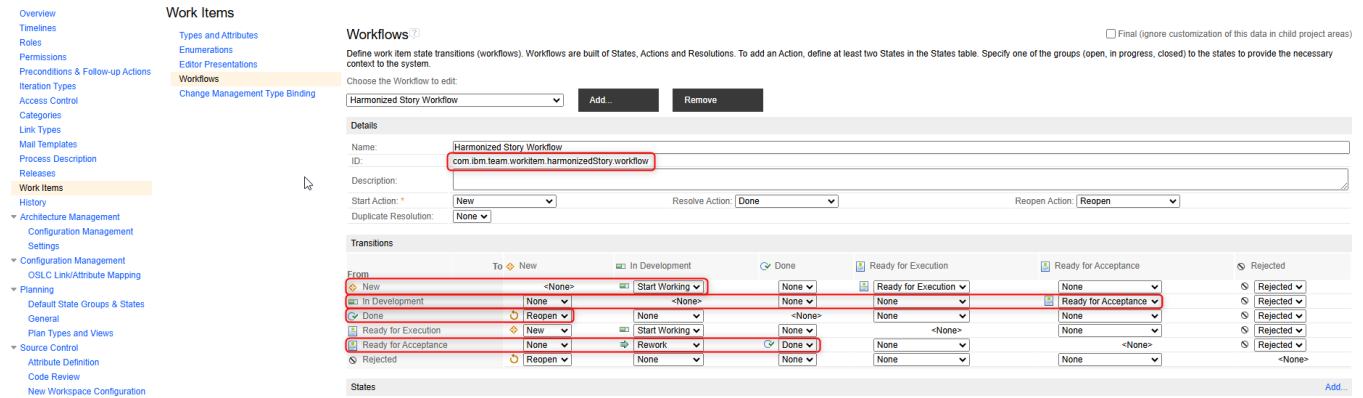 Overview
Timelines
Roles
Permissions
Preconditions & Follow-up Actions
Iteration Types
Access Control
Categories
Link Types
Mail Templates
Process Description
Releases
Work Items
History
Architecture Management
Configuration Management
Settings
Configuration Management
OSLC Link/Attribute Mapping
Planning
Default State Groups & States
General
Plan Types and Views
Source Control
Attribute Definition
Code Review
New Workspace Configuration
Work Items
Types and Attributes
Enumerations
Editor Presentations
Workflows
Change Management Type Binding
Workflows ?
Final (ignore customization of this data in child project areas)
Define work item state transitions (workflows). Workflows are built of States, Actions and Resolutions. To add an Action, define at least two States in the States table. Specify one of the groups (open, in progress, closed) to the states to provide the necessary
context to the system.
Choose the Workflow to edit:
Harmonized Story Workflow Add... Remove
Details
Name: Harmonized Story Workflow
ID: com.ibm.team.workitem.harmonizedStory.workflow
Description:
Start Action: * New Resolve Action: Done Reopen Action: Reopen
Duplicate Resolution: None
Transitions
From To New In Development Done Ready for Execution Ready for Acceptance Rejected
New <None> Start Working None Ready for Execution None Rejected
In Development None <None> None None Ready for Acceptance Rejected
Done Reopen None <None> None None Rejected
Ready for Execution New Start Working None <None> None Rejected
Ready for Acceptance None Rework Done None <None> Rejected
Rejected Reopen None None None None <None>
States Add...